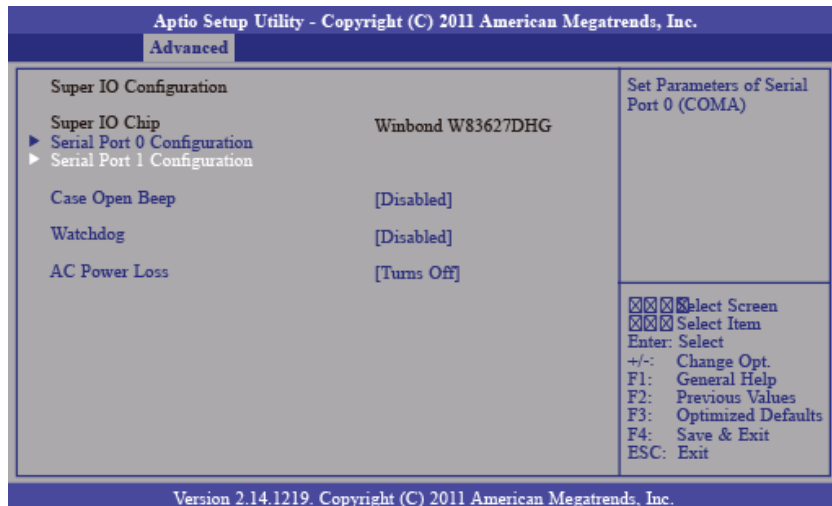 Aptio Setup Utility - Copyright (C) 2011 American Megatrends, Inc.
Advanced
Super IO Configuration
Super IO Chip Winbond W83627DHG
Serial Port 0 Configuration
Serial Port 1 Configuration
Case Open Beep [Disabled]
Watchdog [Disabled]
AC Power Loss [Turns Off]
Set Parameters of Serial
Port 0 (COMA)
Select Screen
Select Item
Enter: Select
+/-: Change Opt.
F1: General Help
F2: Previous Values
F3: Optimized Defaults
F4: Save & Exit
ESC: Exit
Version 2.14.1219. Copyright (C) 2011 American Megatrends, Inc.